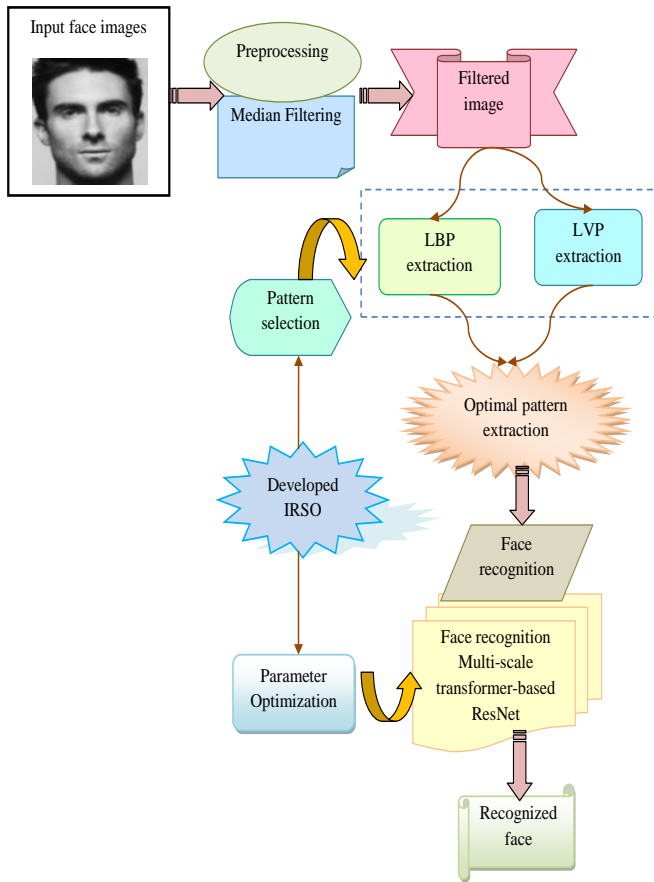 Input face images
Preprocessing
Median Filtering
Filtered
image
LBP
extraction
LVP
extraction
Pattern
selection
Optimal pattern
extraction
Developed
IRSO
Face
recognition
Parameter
Optimization
Face recognition
Multi-scale
transformer-based
ResNet
Recognized
face